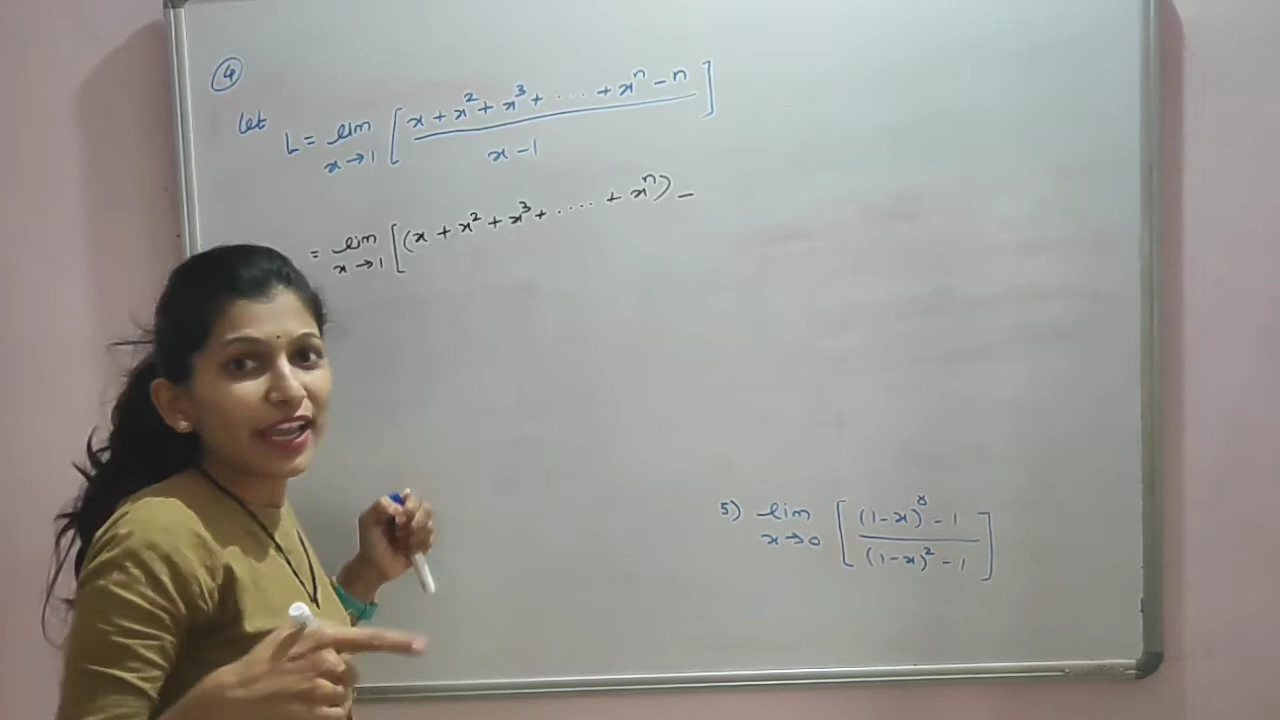 ④
Let
L = lim x→1 [ (x + x² + x³ + .... + xⁿ - n) / (x - 1) ]
= lim x→1 [ (x + x² + x³ + .... + xⁿ) -
5) lim x→0 [ ((1-x)⁸ - 1) / ((1-x)² - 1) ]